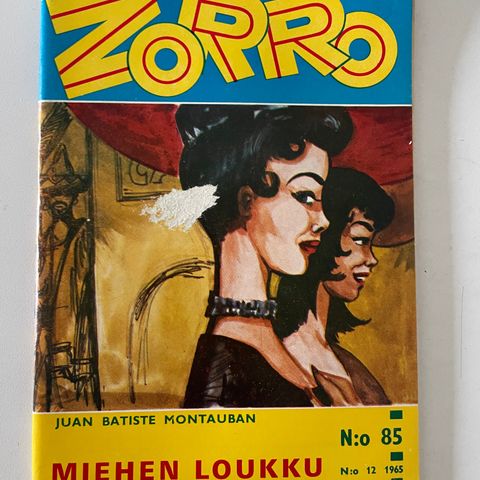 ZORRO
JUAN BATISTE MONTAUBAN
N:o 85
MIEHEN LOUKKU
N:o 12 1965